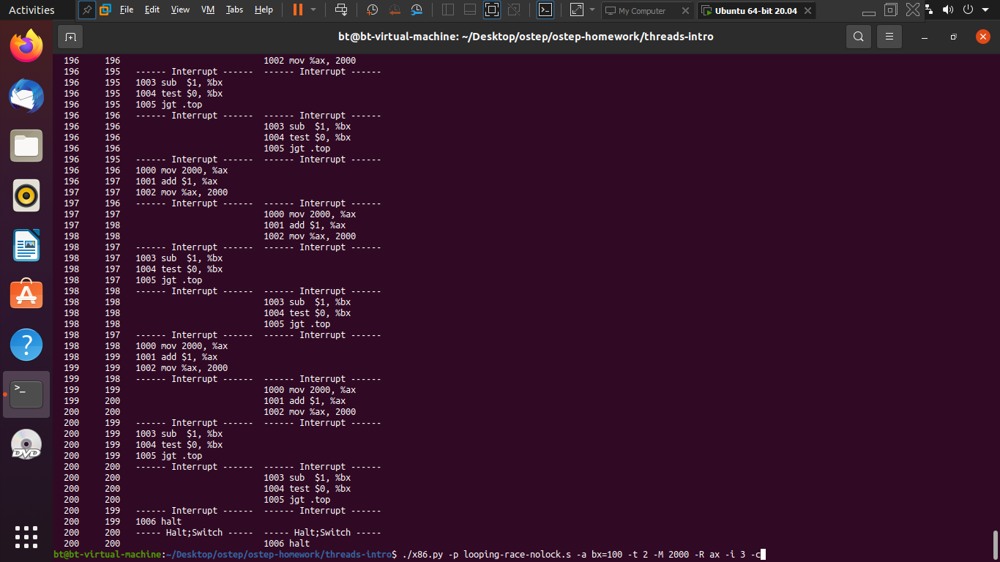 Activities File Edit View VM Tabs Help My Computer Ubuntu 64-bit 20.04
bt@bt-virtual-machine: ~/Desktop/ostep/ostep-homework/threads-intro
196 196 1002 mov %ax, 2000
196 195 ------ Interrupt ------ ------ Interrupt ------
196 195 1003 sub $1, %bx
196 195 1004 test $0, %bx
196 195 1005 jgt .top
196 196 ------ Interrupt ------ ------ Interrupt ------
196 196 1003 sub $1, %bx
196 196 1004 test $0, %bx
196 196 1005 jgt .top
196 195 ------ Interrupt ------ ------ Interrupt ------
196 196 1000 mov 2000, %ax
196 197 1001 add $1, %ax
197 197 1002 mov %ax, 2000
197 196 ------ Interrupt ------ ------ Interrupt ------
197 197 1000 mov 2000, %ax
197 198 1001 add $1, %ax
198 198 1002 mov %ax, 2000
198 197 ------ Interrupt ------ ------ Interrupt ------
198 197 1003 sub $1, %bx
198 197 1004 test $0, %bx
198 197 1005 jgt .top
198 198 ------ Interrupt ------ ------ Interrupt ------
198 198 1003 sub $1, %bx
198 198 1004 test $0, %bx
198 198 1005 jgt .top
198 197 ------ Interrupt ------ ------ Interrupt ------
198 198 1000 mov 2000, %ax
198 199 1001 add $1, %ax
199 199 1002 mov %ax, 2000
199 198 ------ Interrupt ------ ------ Interrupt ------
199 199 1000 mov 2000, %ax
199 200 1001 add $1, %ax
200 200 1002 mov %ax, 2000
200 199 ------ Interrupt ------ ------ Interrupt ------
200 199 1003 sub $1, %bx
200 199 1004 test $0, %bx
200 199 1005 jgt .top
200 200 ------ Interrupt ------ ------ Interrupt ------
200 200 1003 sub $1, %bx
200 200 1004 test $0, %bx
200 200 1005 jgt .top
200 199 ------ Interrupt ------ ------ Interrupt ------
200 199 1006 halt
200 200 ----- Halt;Switch ----- ----- Halt;Switch -----
200 200 1006 halt
bt@bt-virtual-machine:~/Desktop/ostep/ostep-homework/threads-intro$ ./x86.py -p looping-race-nolock.s -a bx=100 -t 2 -M 2000 -R ax -i 3 -c
DVD